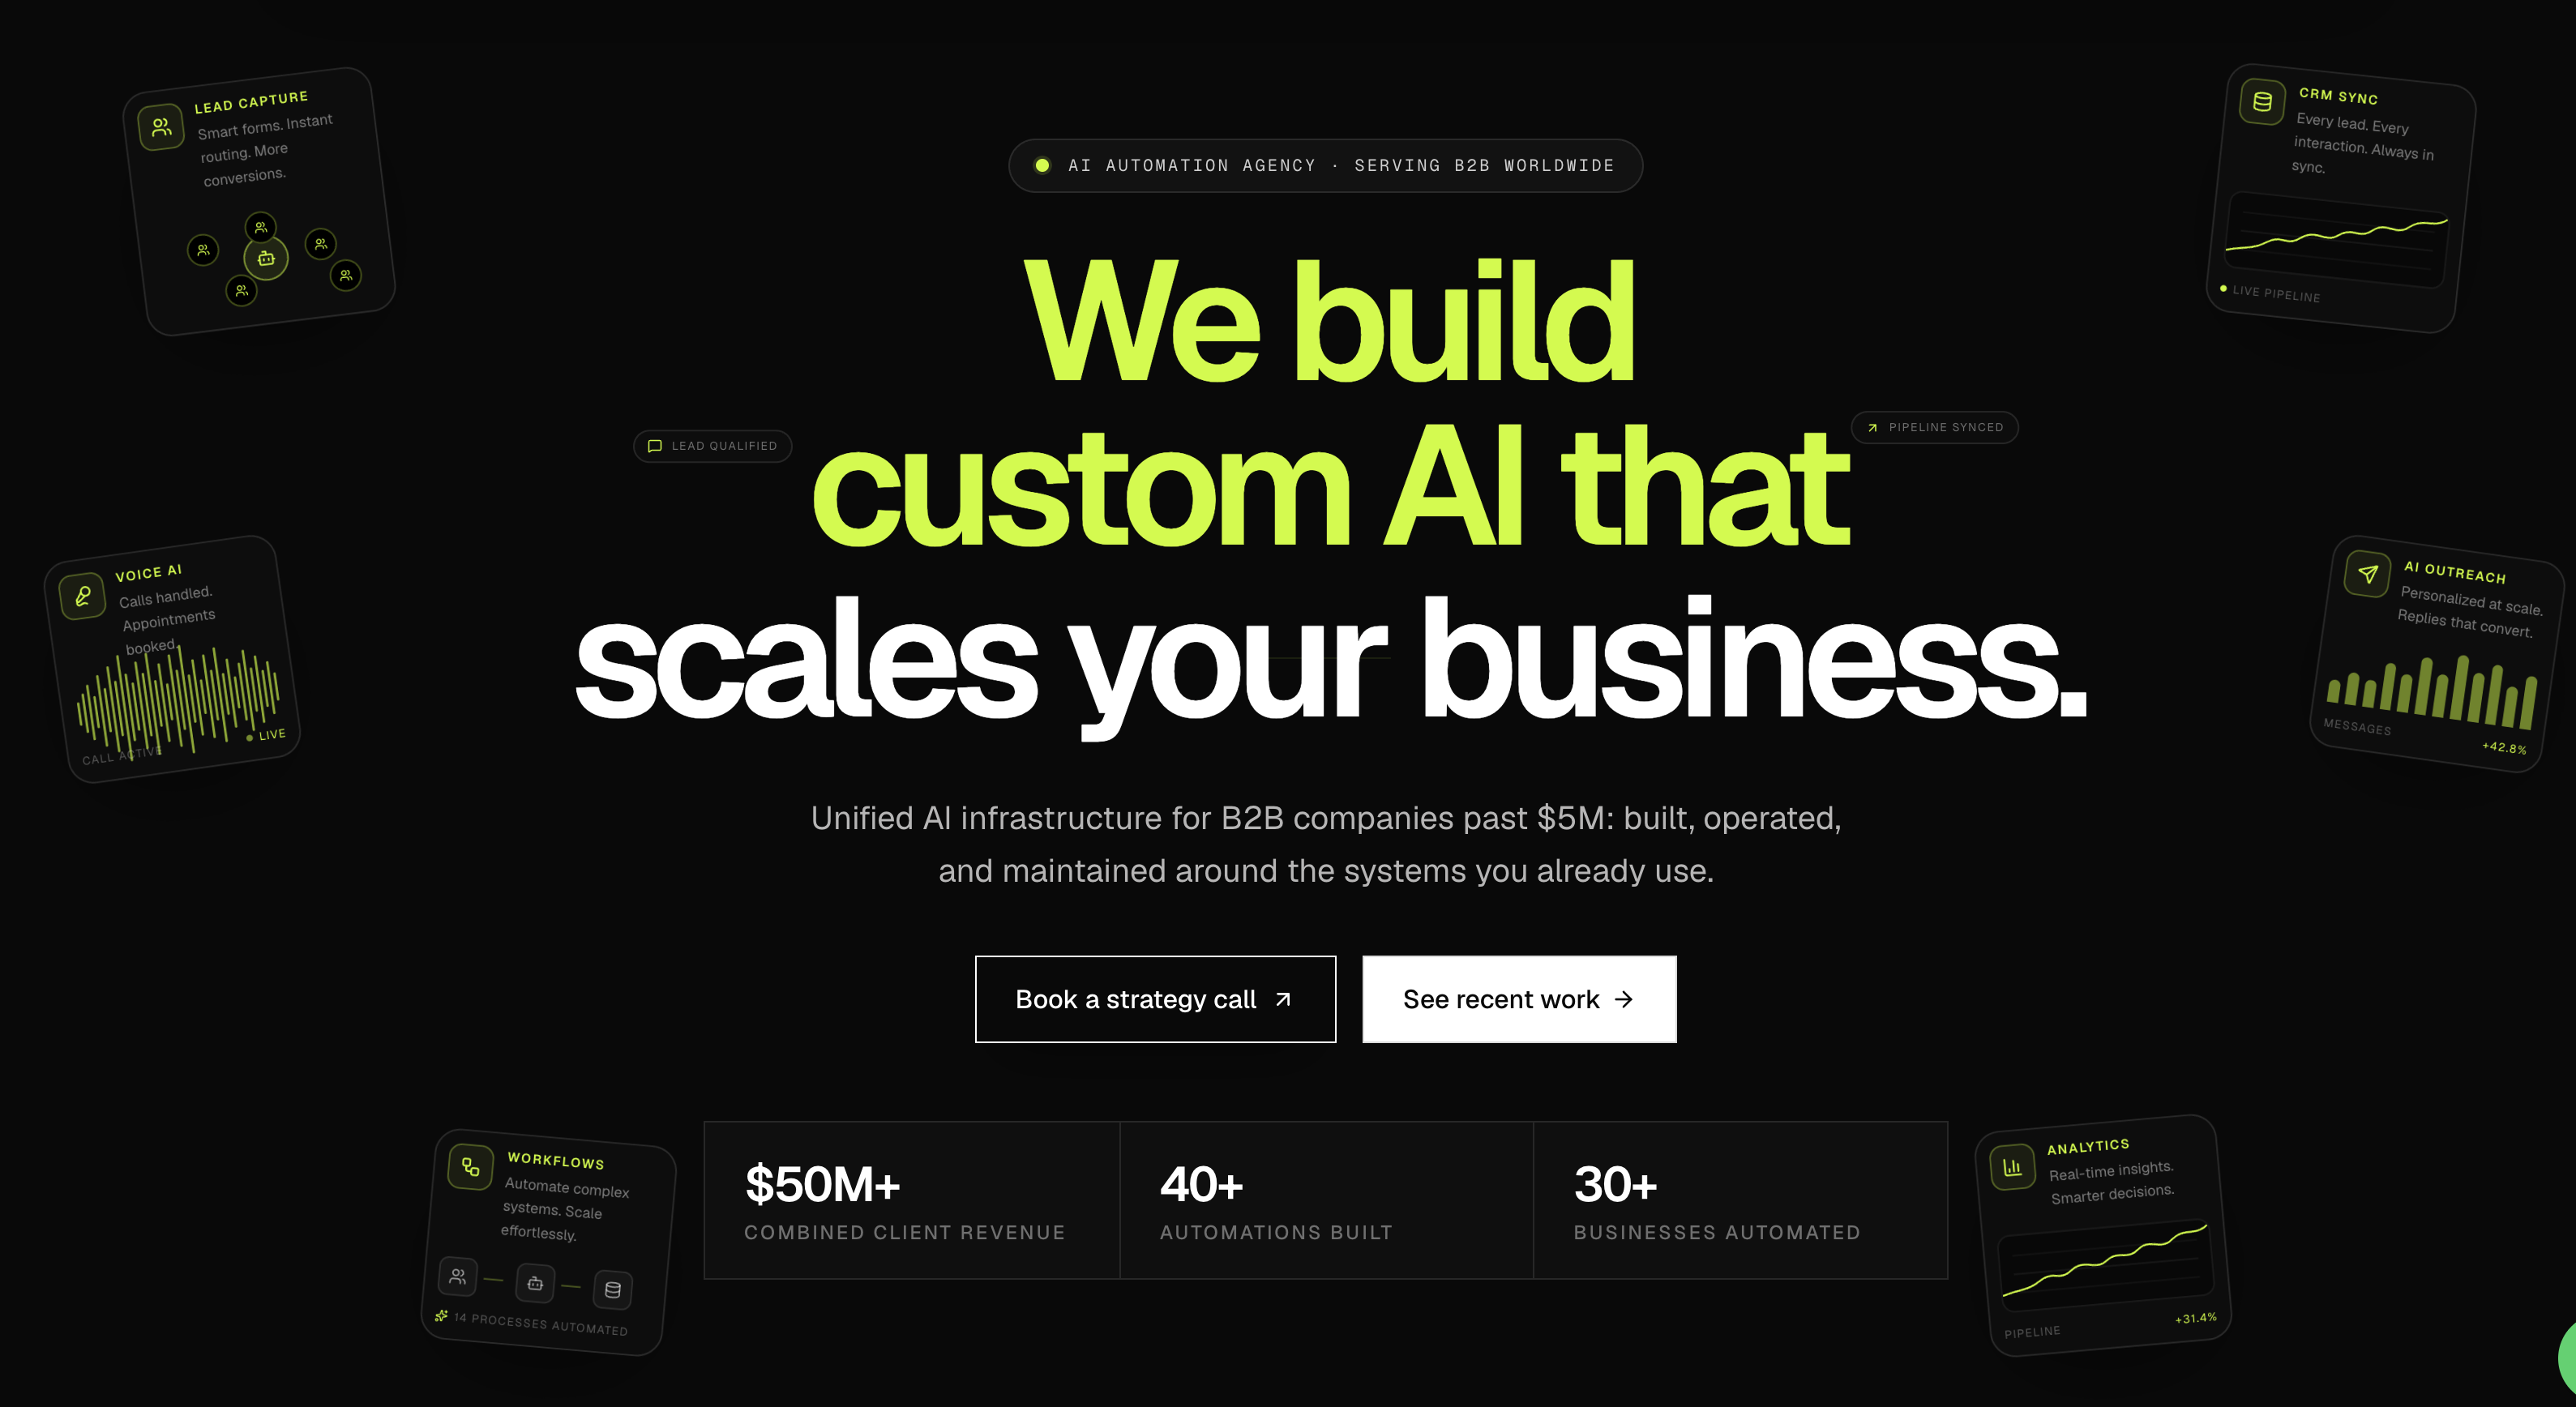 LEAD CAPTURE
Smart forms. Instant
routing. More
conversions.
CRM SYNC
Every lead. Every
interaction. Always in
sync.
LIVE PIPELINE
AI AUTOMATION AGENCY · SERVING B2B WORLDWIDE
We build
custom AI that
scales your business.
LEAD QUALIFIED
PIPELINE SYNCED
VOICE AI
Calls handled.
Appointments
booked.
CALL ACTIVE
LIVE
AI OUTREACH
Personalized at scale.
Replies that convert.
MESSAGES
+42.8%
Unified AI infrastructure for B2B companies past $5M: built, operated,
and maintained around the systems you already use.
Book a strategy call
See recent work
WORKFLOWS
Automate complex
systems. Scale
effortlessly.
14 PROCESSES AUTOMATED
$50M+
COMBINED CLIENT REVENUE
40+
AUTOMATIONS BUILT
30+
BUSINESSES AUTOMATED
ANALYTICS
Real-time insights.
Smarter decisions.
PIPELINE
+31.4%